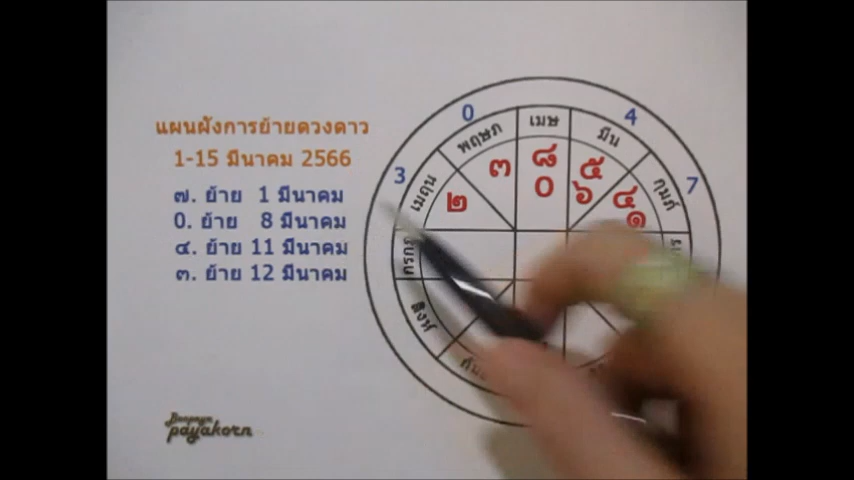 แผนผังการย้ายดวงดาว
1-15 มีนาคม 2566
๗. ย้าย 1 มีนาคม
0. ย้าย 8 มีนาคม
๔. ย้าย 11 มีนาคม
๓. ย้าย 12 มีนาคม
0
4
3
7
พฤษภ
เมษ
มีน
เมถุน
กุมภ์
๓
๘
๕
๒
0
๖
๔
๑
สิงห์
payakorn